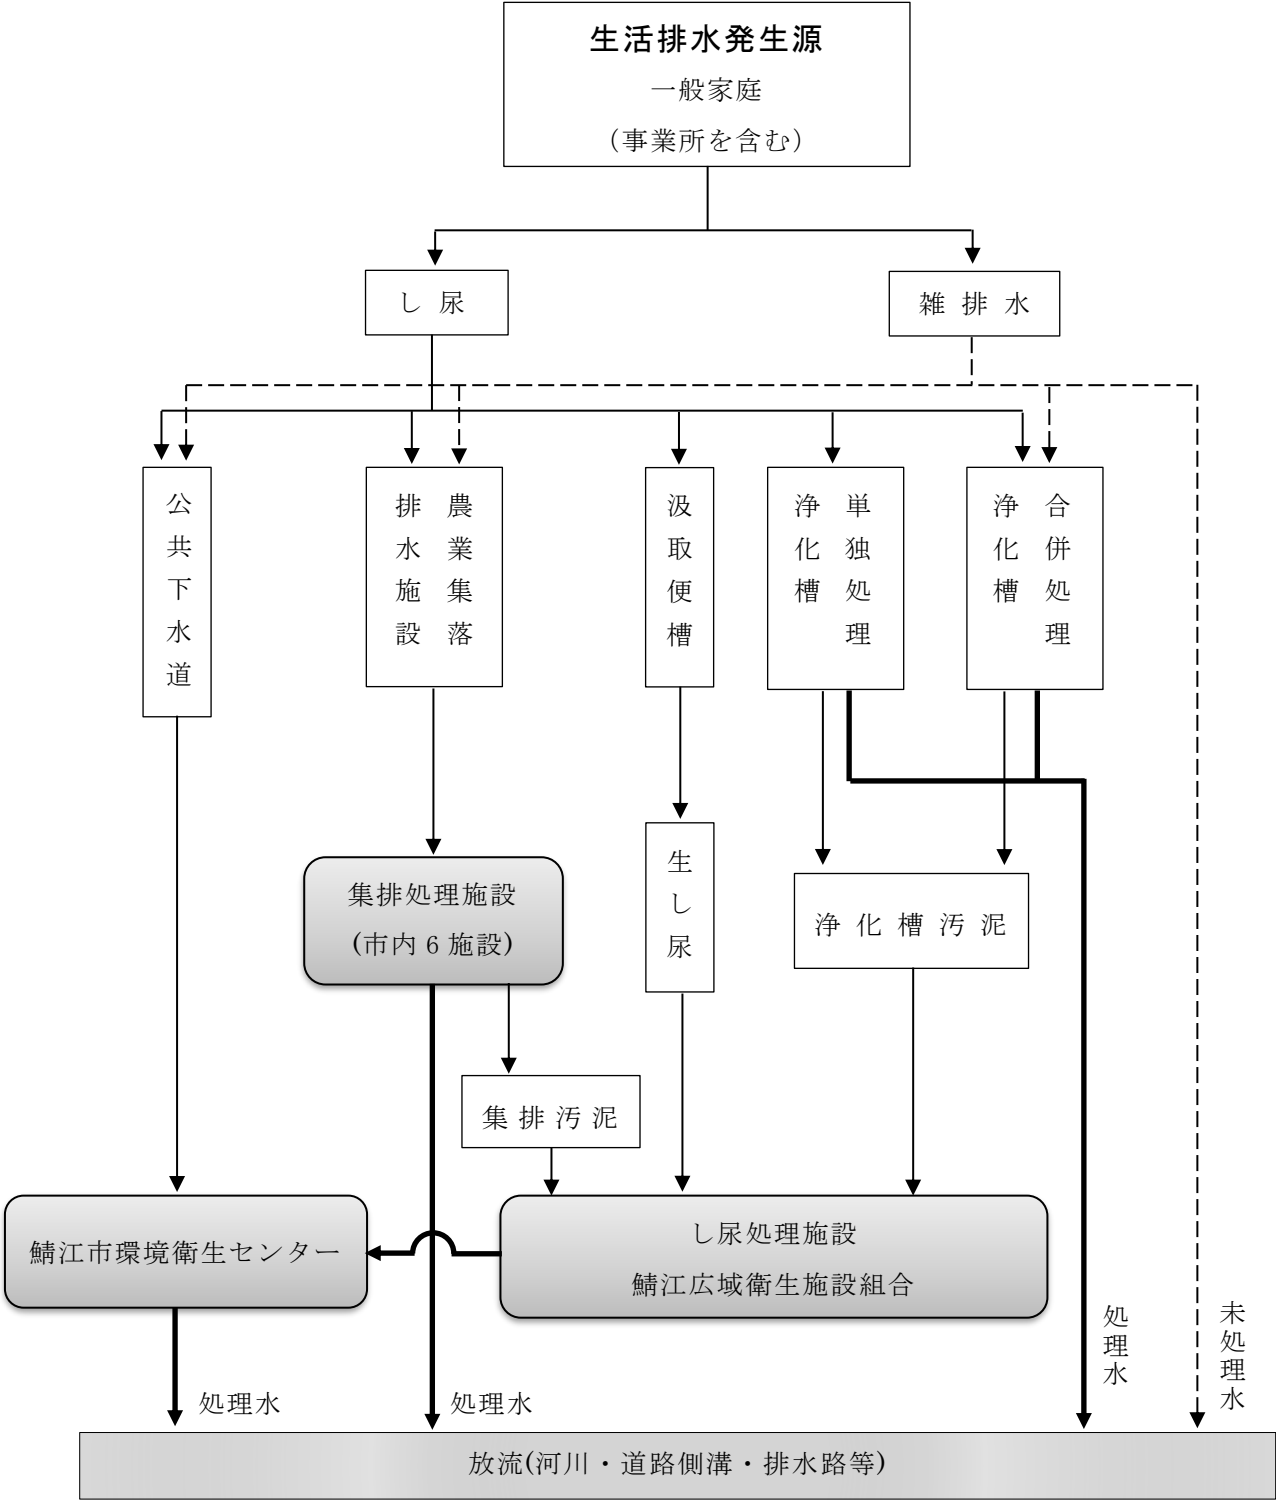 生活排水発生源
一般家庭
（事業所を含む）
し尿
雑排水
公共下水道
農業集落
排水施設
汲取便槽
単独処理
浄化槽
合併処理
浄化槽
集排処理施設
(市内6施設)
生し尿
浄化槽汚泥
集排汚泥
鯖江市環境衛生センター
し尿処理施設
鯖江広域衛生施設組合
処理水
処理水
処理水
未処理水
放流(河川・道路側溝・排水路等)